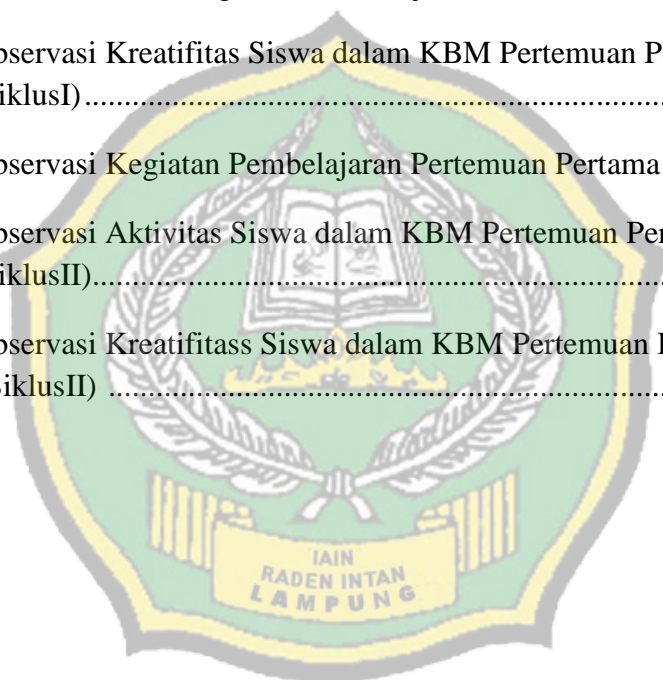 bservasi Kreatifitas Siswa dalam KBM Pertemuan P
iklusI)
bservasi Kegiatan Pembelajaran Pertemuan Pertama
bservasi Aktivitas Siswa dalam KBM Pertemuan Per
iklusII)
bservasi Kreatifitass Siswa dalam KBM Pertemuan
iklusII)
IAIN
RADEN INTAN
LAMPUNG